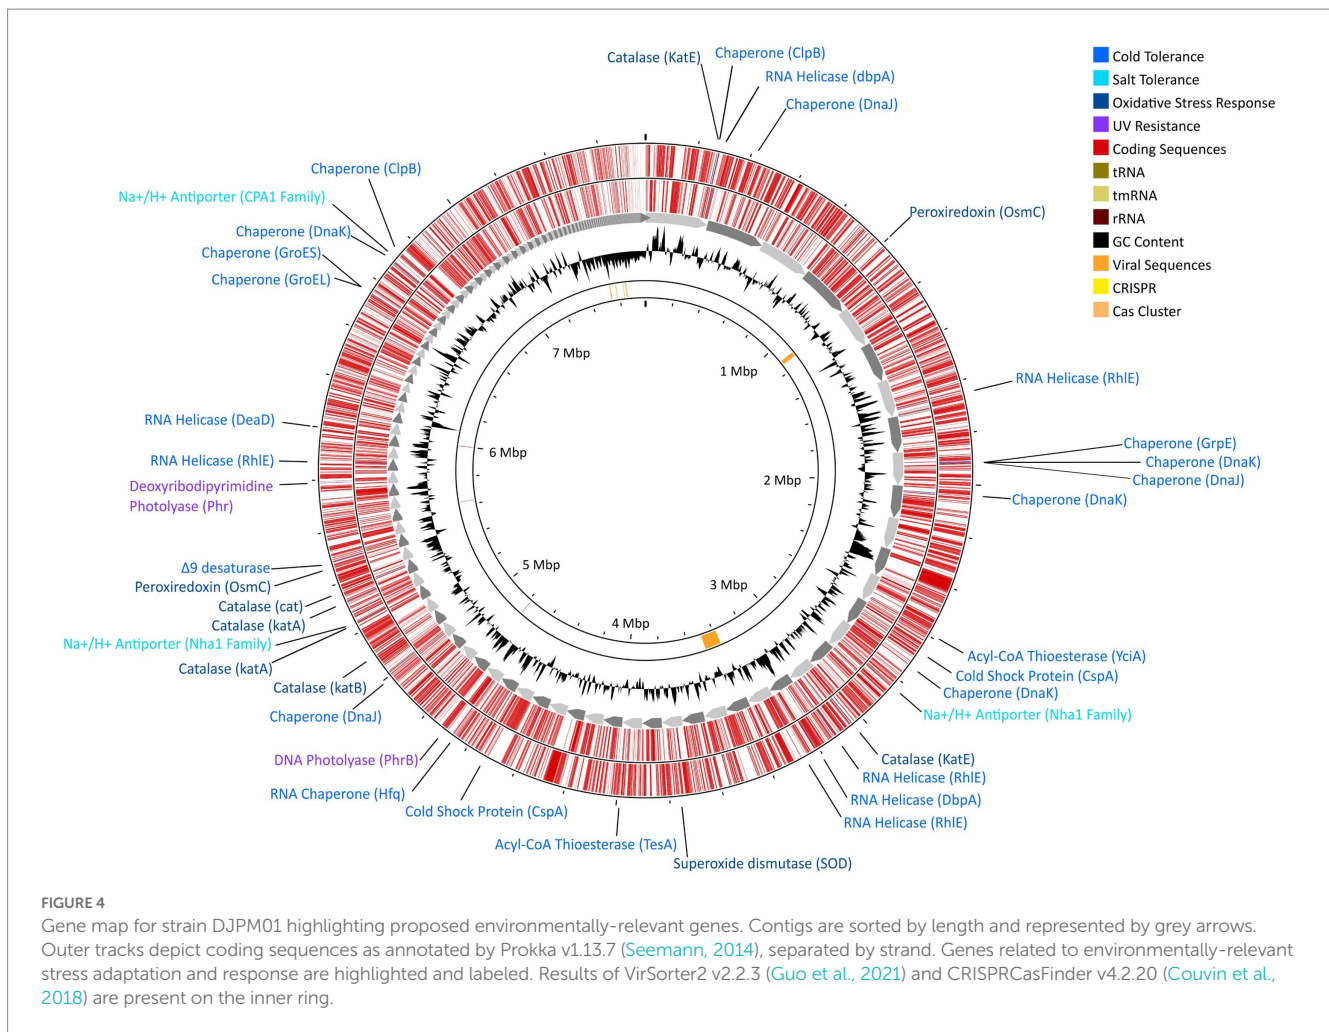 Catalase (KatE)
Chaperone (ClpB)
RNA Helicase (dbpA)
Chaperone (DnaJ)
Cold Tolerance
Salt Tolerance
Oxidative Stress Response
UV Resistance
Coding Sequences
tRNA
tmRNA
rRNA
GC Content
Viral Sequences
CRISPR
Cas Cluster
Chaperone (ClpB)
Na+/H+ Antiporter (CPA1 Family)
Chaperone (DnaK)
Chaperone (GroES)
Chaperone (GroEL)
Peroxiredoxin (OsmC)
RNA Helicase (RhlE)
Chaperone (GrpE)
Chaperone (DnaK)
Chaperone (DnaJ)
Chaperone (DnaK)
7 Mbp
1 Mbp
6 Mbp
2 Mbp
5 Mbp
3 Mbp
4 Mbp
RNA Helicase (DeaD)
RNA Helicase (RhlE)
Deoxyribodipyrimidine
Photolyase (Phr)
Δ9 desaturase
Peroxiredoxin (OsmC)
Catalase (cat)
Catalase (katA)
Na+/H+ Antiporter (Nha1 Family)
Catalase (katA)
Catalase (katB)
Chaperone (DnaJ)
DNA Photolyase (PhrB)
RNA Chaperone (Hfq)
Cold Shock Protein (CspA)
Acyl-CoA Thioesterase (TesA)
Superoxide dismutase (SOD)
Acyl-CoA Thioesterase (YciA)
Cold Shock Protein (CspA)
Chaperone (DnaK)
Na+/H+ Antiporter (Nha1 Family)
Catalase (KatE)
RNA Helicase (RhlE)
RNA Helicase (DbpA)
RNA Helicase (RhlE)
FIGURE 4
Gene map for strain DJPM01 highlighting proposed environmentally-relevant genes. Contigs are sorted by length and represented by grey arrows.
Outer tracks depict coding sequences as annotated by Prokka v1.13.7 (Seemann, 2014), separated by strand. Genes related to environmentally-relevant
stress adaptation and response are highlighted and labeled. Results of VirSorter2 v2.2.3 (Guo et al., 2021) and CRISPRCasFinder v4.2.20 (Couvin et al.,
2018) are present on the inner ring.